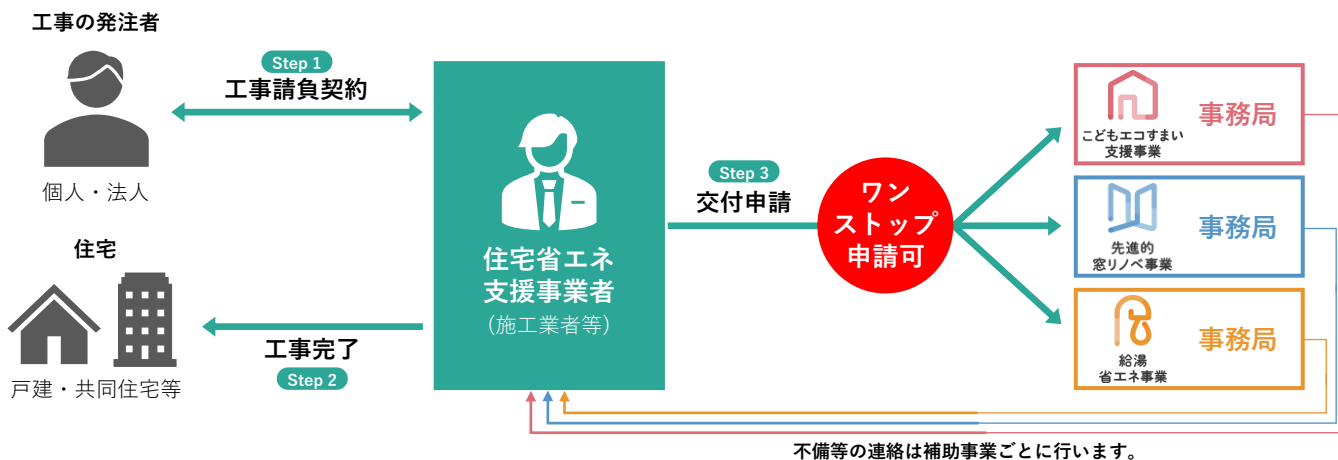 工事の発注者
個人・法人
Step 1
工事請負契約
住宅
戸建・共同住宅等
工事完了
Step 2
住宅省エネ
支援事業者
(施工業者等)
Step 3
交付申請
ワン
ストップ
申請可
こどもエコすまい
支援事業
事務局
先進的
窓リノベ事業
事務局
給湯
省エネ事業
事務局
不備等の連絡は補助事業ごとに行います。